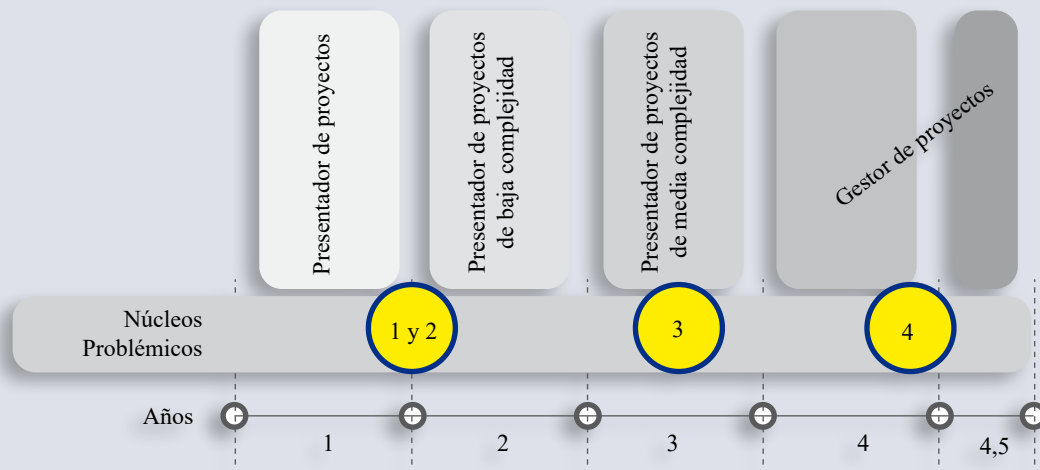 Presentador de proyectos
Presentador de proyectos
de baja complejidad
Presentador de proyectos
de media complejidad
Gestor de proyectos
Núcleos
Problémicos
1 y 2
3
4
Años
1
2
3
4
4,5